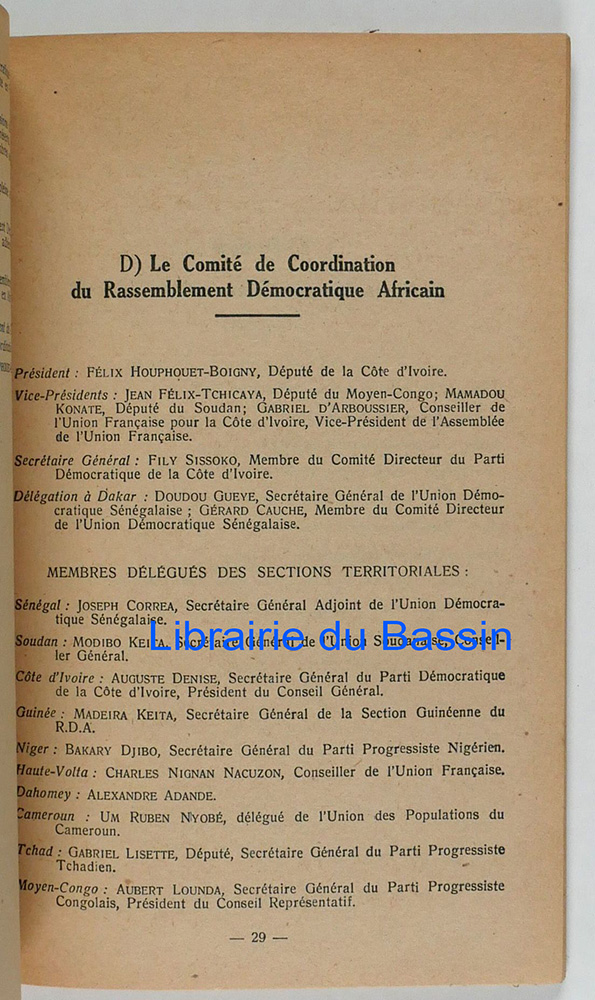 D) Le Comité de Coordination
du Rassemblement Démocratique Africain
Président : FÉLIX HOUPHOUET-BOIGNY, Député de la Côte d'Ivoire.
Vice-Présidents : JEAN FÉLIX-TCHICAYA, Député du Moyen-Congo; MAMADOU
KONATE, Député du Soudan; GABRIEL D'ARBOUSSIER, Conseiller de
l'Union Française pour la Côte d'Ivoire, Vice-Président de l'Assemblée
de l'Union Française.
Secrétaire Général : FILY SISSOKO, Membre du Comité Directeur du Parti
Démocratique de la Côte d'Ivoire.
Délégation à Dakar : DOUDOU GUEYE, Secrétaire Général de l'Union Démo-
cratique Sénégalaise ; GÉRARD CAUCHE, Membre du Comité Directeur
de l'Union Démocratique Sénégalaise.
MEMBRES DÉLÉGUÉS DES SECTIONS TERRITORIALES :
Sénégal : JOSEPH CORREA, Secrétaire Général Adjoint de l'Union Démocra-
tique Sénégalaise.
Librairie du Bassin
Soudan : MODIBO KEITA, Secrétaire Général de l'Union Soudanaise, Conseil-
ler Général.
Côte d'Ivoire : AUGUSTE DENISE, Secrétaire Général du Parti Démocratique
de la Côte d'Ivoire, Président du Conseil Général.
Guinée : MADEIRA KEITA, Secrétaire Général de la Section Guinéenne du
R.D.A.
Niger : BAKARY DJIBO, Secrétaire Général du Parti Progressiste Nigérien.
Haute-Volta : CHARLES NIGNAN NACUZON, Conseiller de l'Union Française.
Dahomey : ALEXANDRE ADANDE.
Cameroun : UM RUBEN NYOBÉ, délégué de l'Union des Populations du
Cameroun.
Tchad : GABRIEL LISETTE, Député, Secrétaire Général du Parti Progressiste
Tchadien.
Moyen-Congo : AUBERT LOUNDA, Secrétaire Général du Parti Progressiste
Congolais, Président du Conseil Représentatif.
— 29 —